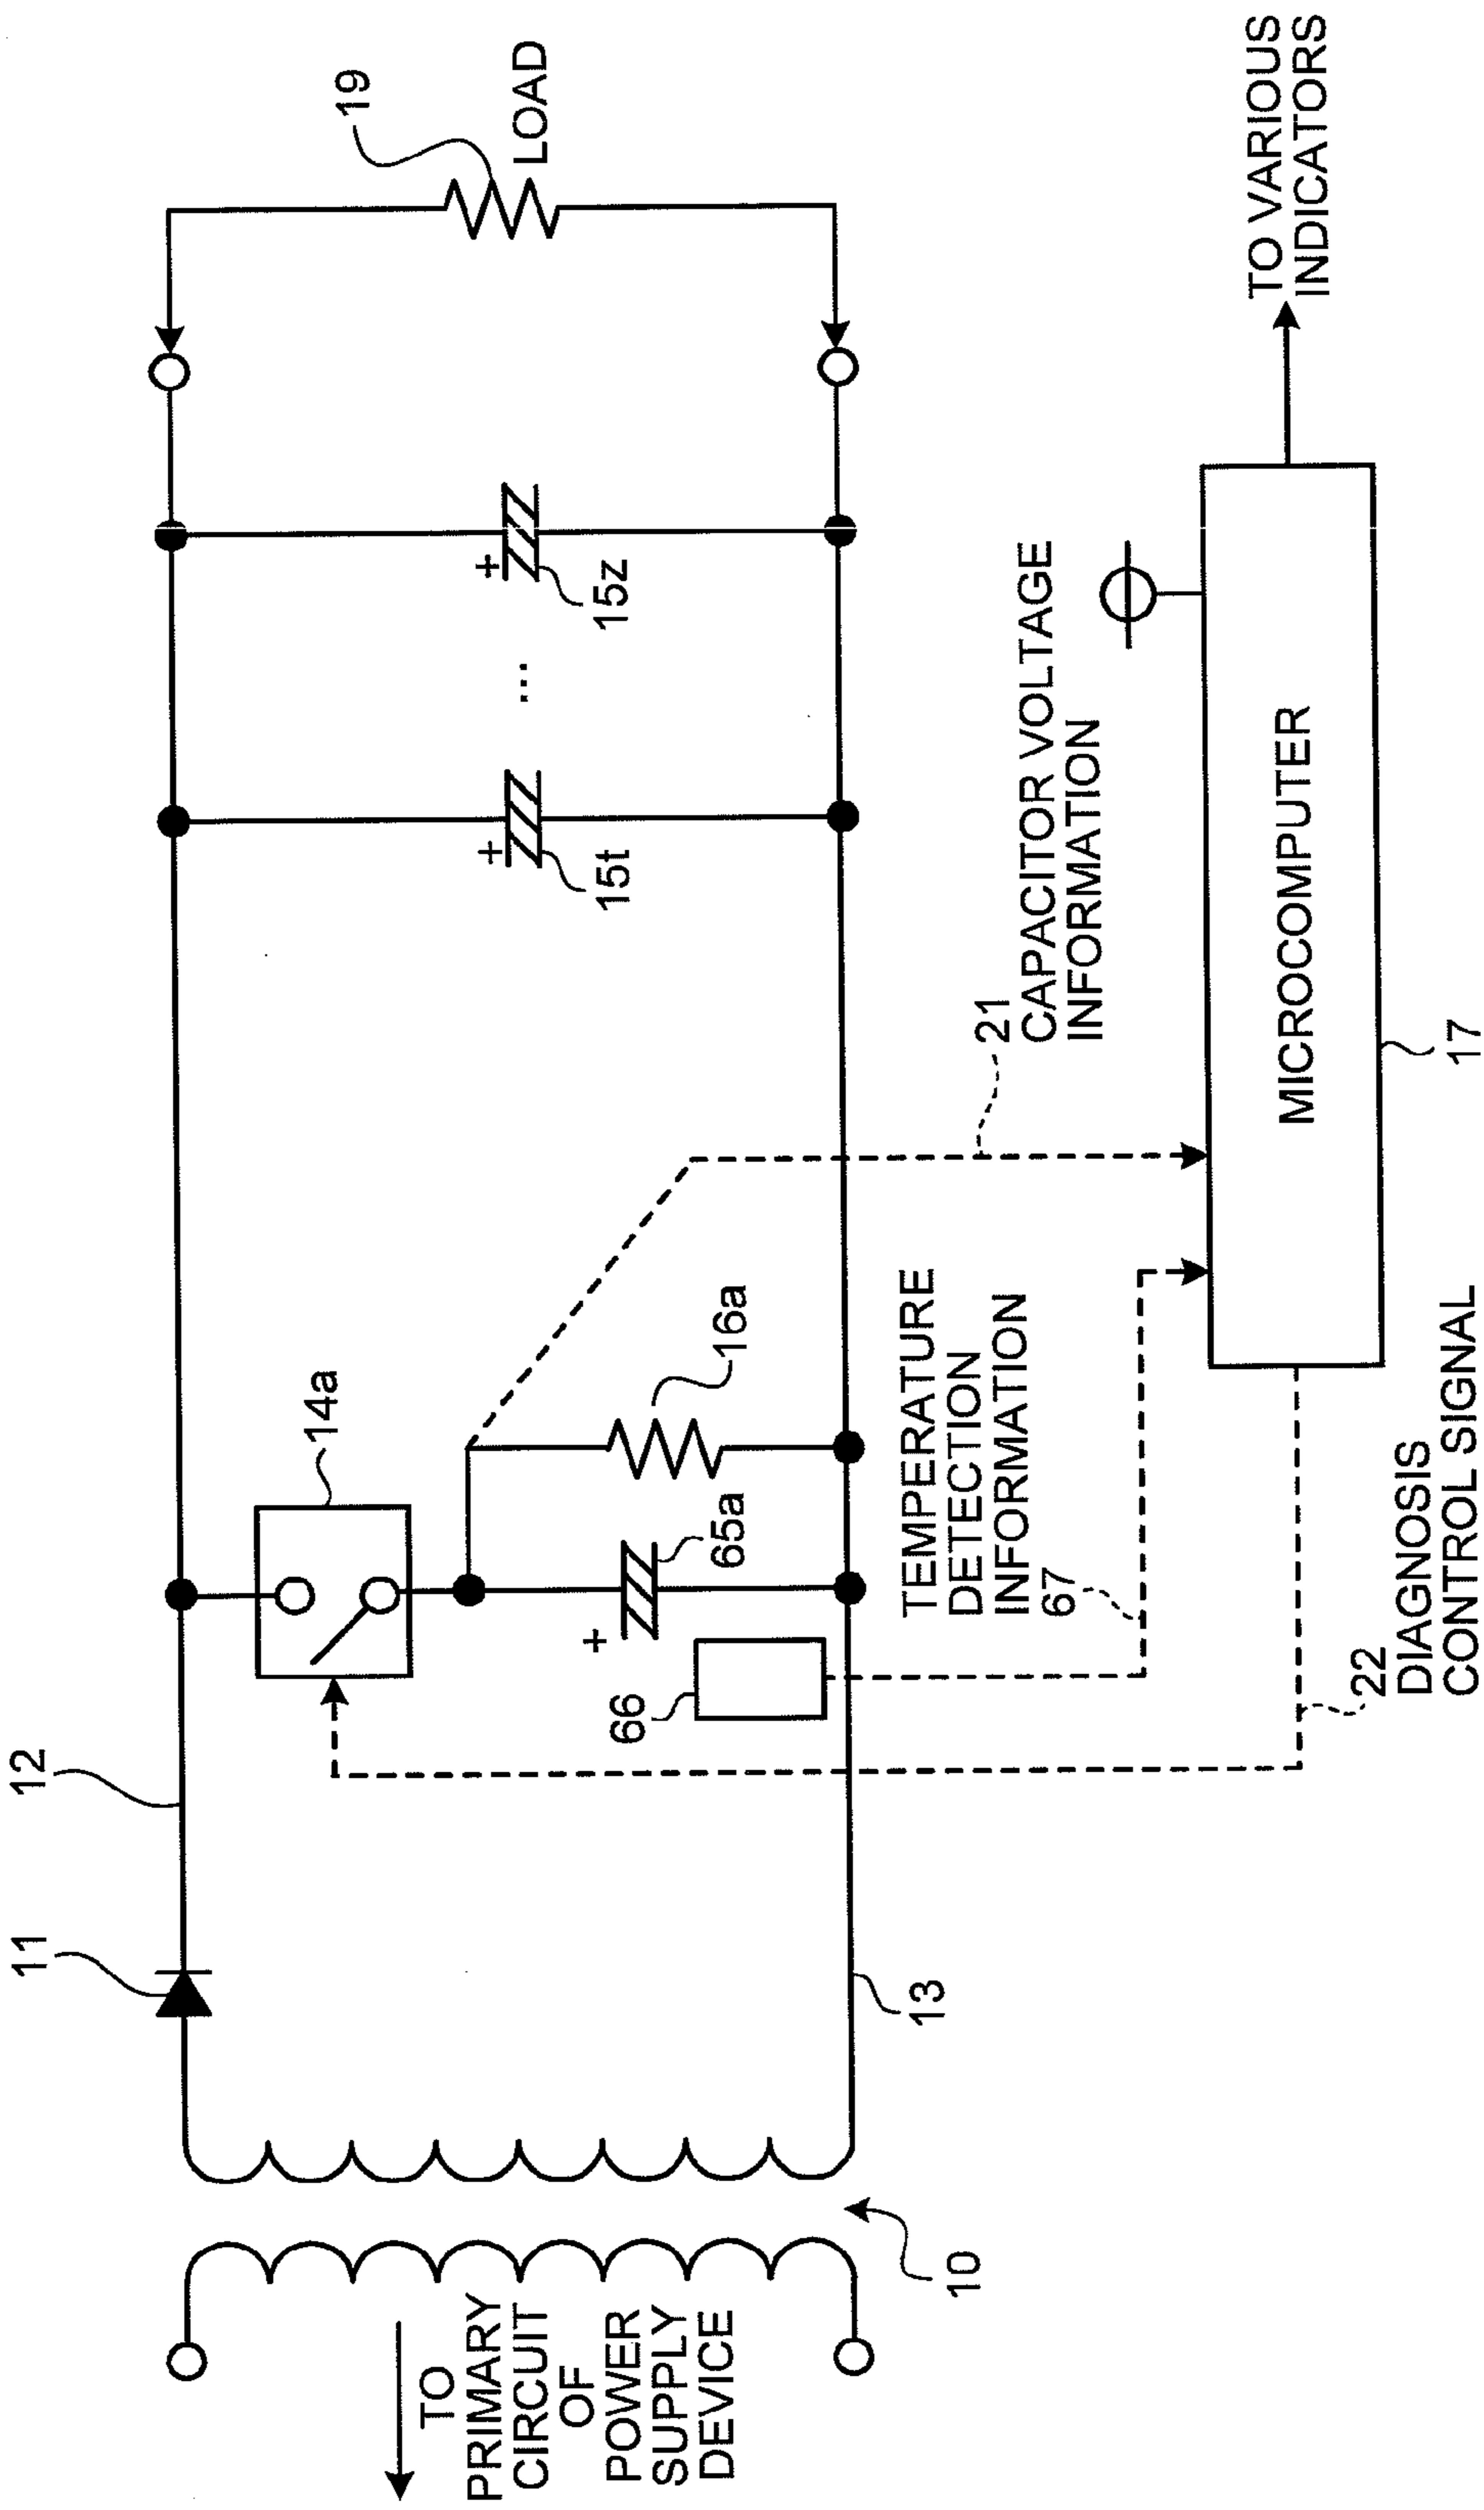 12
11
14a
19
LOAD
+
15t
...
+
15z
+
65a
16a
66
13
10
TO
PRIMARY
CIRCUIT
OF
POWER
SUPPLY
DEVICE
TEMPERATURE
DETECTION
INFORMATION
67
21
CAPACITOR VOLTAGE
INFORMATION
22
DIAGNOSIS
CONTROL SIGNAL
MICROCOMPUTER
17
TO VARIOUS
INDICATORS